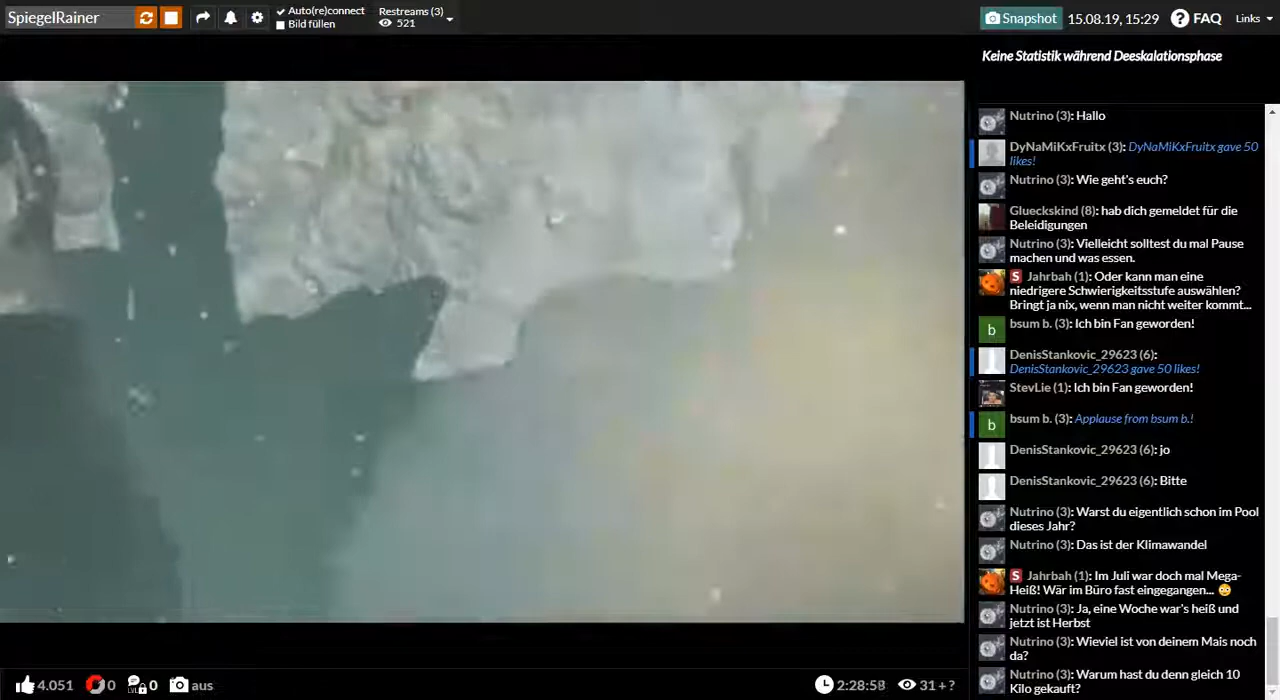 SpiegelRainer
Auto(re)connect
Bild füllen
Restreams (3)
521
Snapshot
15.08.19, 15:29
? FAQ
Links
Keine Statistik während Deeskalationsphase
Nutrino (3): Hallo
DyNaMiKxFruitx (3): DyNaMiKxFruitx gave 50
likes!
Nutrino (3): Wie geht's euch?
Glueckskind (8): hab dich gemeldet für die
Beleidigungen
Nutrino (3): Vielleicht solltest du mal Pause
machen und was essen.
S Jahrbah (1): Oder kann man eine
niedrigere Schwierigkeitsstufe auswählen?
Bringt ja nix, wenn man nicht weiter kommt...
b bsum b. (3): Ich bin Fan geworden!
DenisStankovic_29623 (6):
DenisStankovic_29623 gave 50 likes!
StevLie (1): Ich bin Fan geworden!
b bsum b. (3): Applause from bsum b.!
DenisStankovic_29623 (6): jo
DenisStankovic_29623 (6): Bitte
Nutrino (3): Warst du eigentlich schon im Pool
dieses Jahr?
Nutrino (3): Das ist der Klimawandel
S Jahrbah (1): Im Juli war doch mal Mega-
Heiß! Wär im Büro fast eingegangen... 😳
Nutrino (3): Ja, eine Woche war's heiß und
jetzt ist Herbst
Nutrino (3): Wieviel ist von deinem Mais noch
da?
Nutrino (3): Warum hast du denn gleich 10
Kilo gekauft?
4.051
0
LVL
0
aus
2:28:58
31 + ?